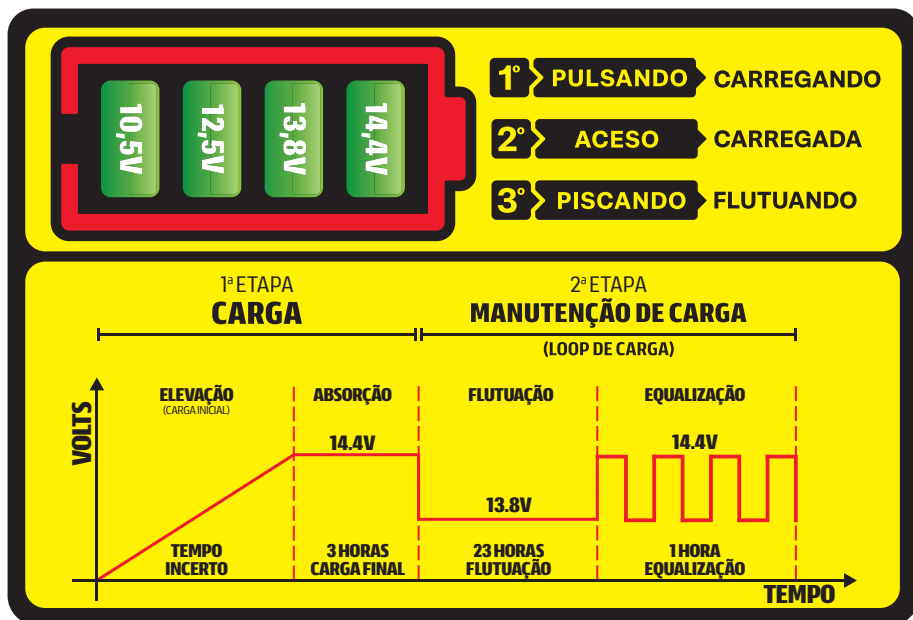 10,5V
12,5V
13,8V
14,4V
1º PULSANDO CARREGANDO
2º ACESO CARREGADA
3º PISCANDO FLUTUANDO
1ª ETAPA
CARGA
2ª ETAPA
MANUTENÇÃO DE CARGA
(LOOP DE CARGA)
VOLTS
ELEVAÇÃO
(CARGA INICIAL)
ABSORÇÃO
FLUTUAÇÃO
EQUALIZAÇÃO
14.4V
13.8V
14.4V
TEMPO
INCERTO
3 HORAS
CARGA FINAL
23 HORAS
FLUTUAÇÃO
1 HORA
EQUALIZAÇÃO
TEMPO